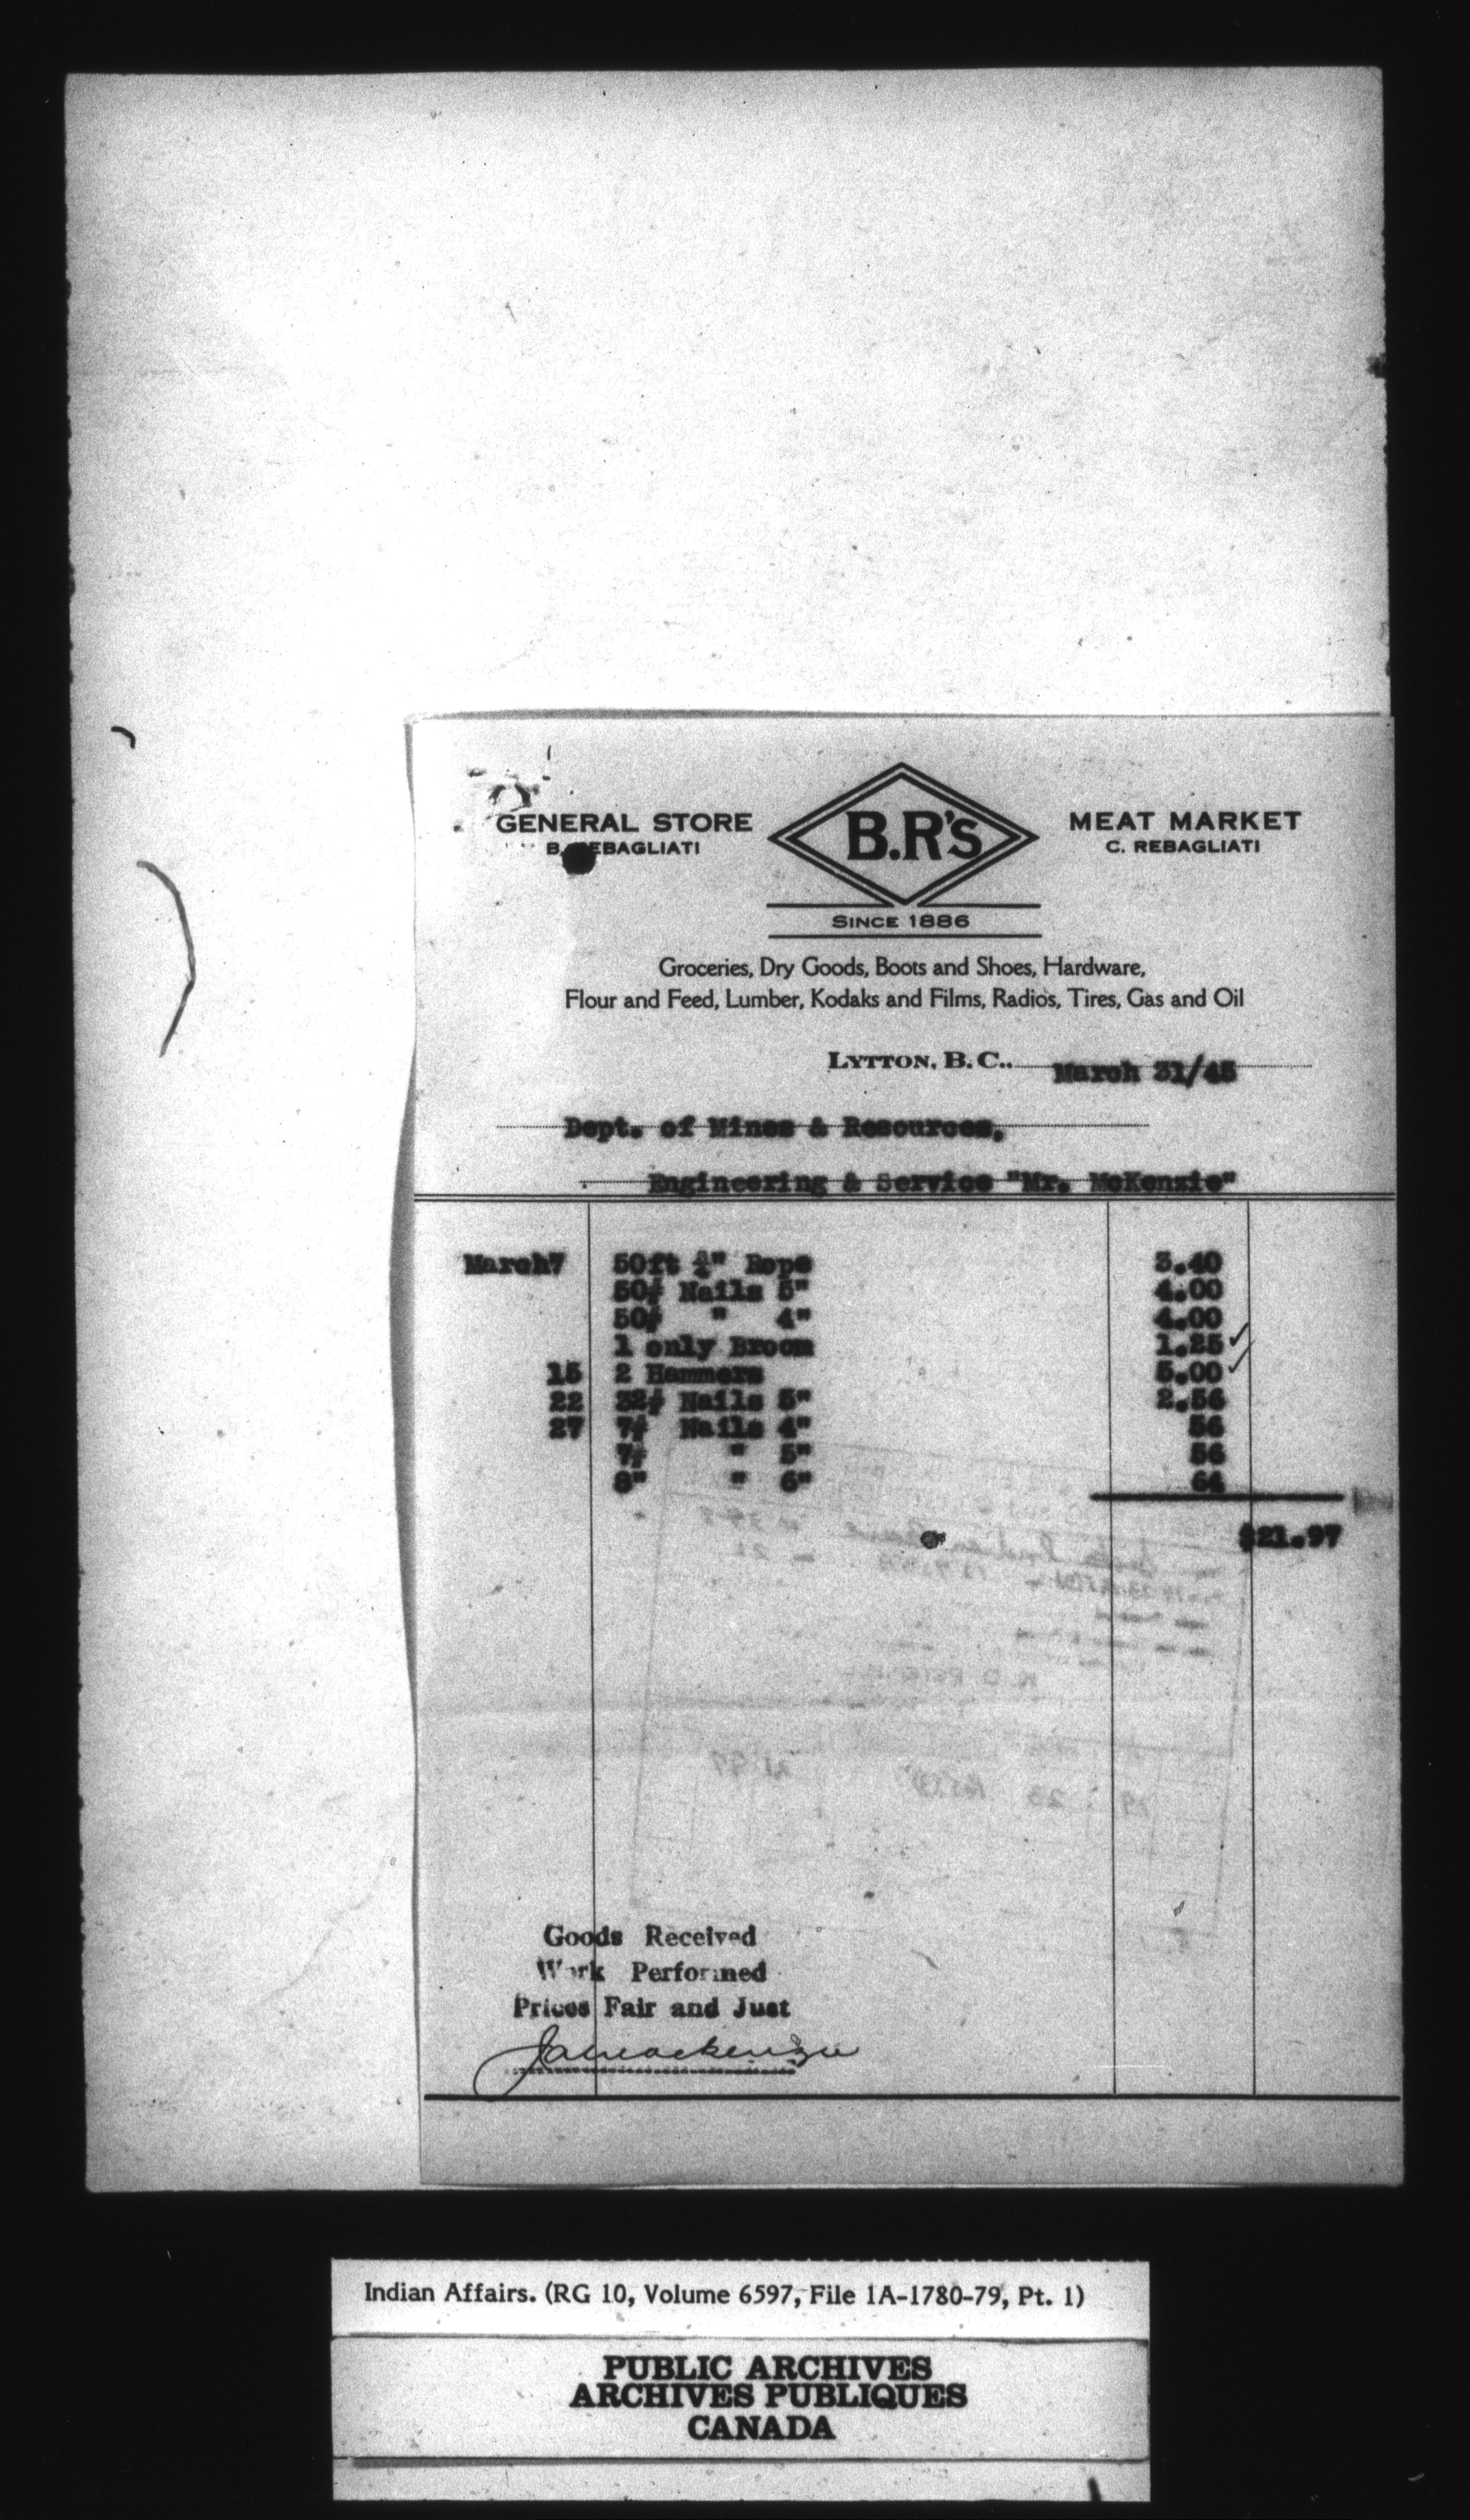 GENERAL STORE
B. REBAGLIATI
B.R's
SINCE 1886
MEAT MARKET
C. REBAGLIATI
Groceries, Dry Goods, Boots and Shoes, Hardware,
Flour and Feed, Lumber, Kodaks and Films, Radios, Tires, Gas and Oil
LYTTON, B. C., March 31/45
Dept. of Mines & Resources,
Engineering & Service "Mr. McKenzie"
March7 50ft ¾" Rope 3.40
50# Nails 5" 4.00
50# " 4" 4.00
1 only Broom 1.25 ✓
15 2 Hammers 5.00 ✓
22 32# Nails 5" 2.56
27 7# Nails 4" 56
7# " 5" 56
8" " 6" 64
$21.97
Goods Received
Work Performed
Prices Fair and Just
Jamackenzie
Indian Affairs. (RG 10, Volume 6597, File 1A-1780-79, Pt. 1)
PUBLIC ARCHIVES
ARCHIVES PUBLIQUES
CANADA